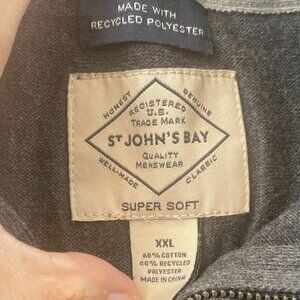 MADE WITH
RECYCLED POLYESTER
HONEST
GENUINE
REGISTERED
U.S.
TRADE MARK
ST JOHN'S BAY
QUALITY
MENSWEAR
WELL-MADE
CLASSIC
SUPER SOFT
XXL
60% COTTON
40% RECYCLED
POLYESTER
MADE IN CHINA